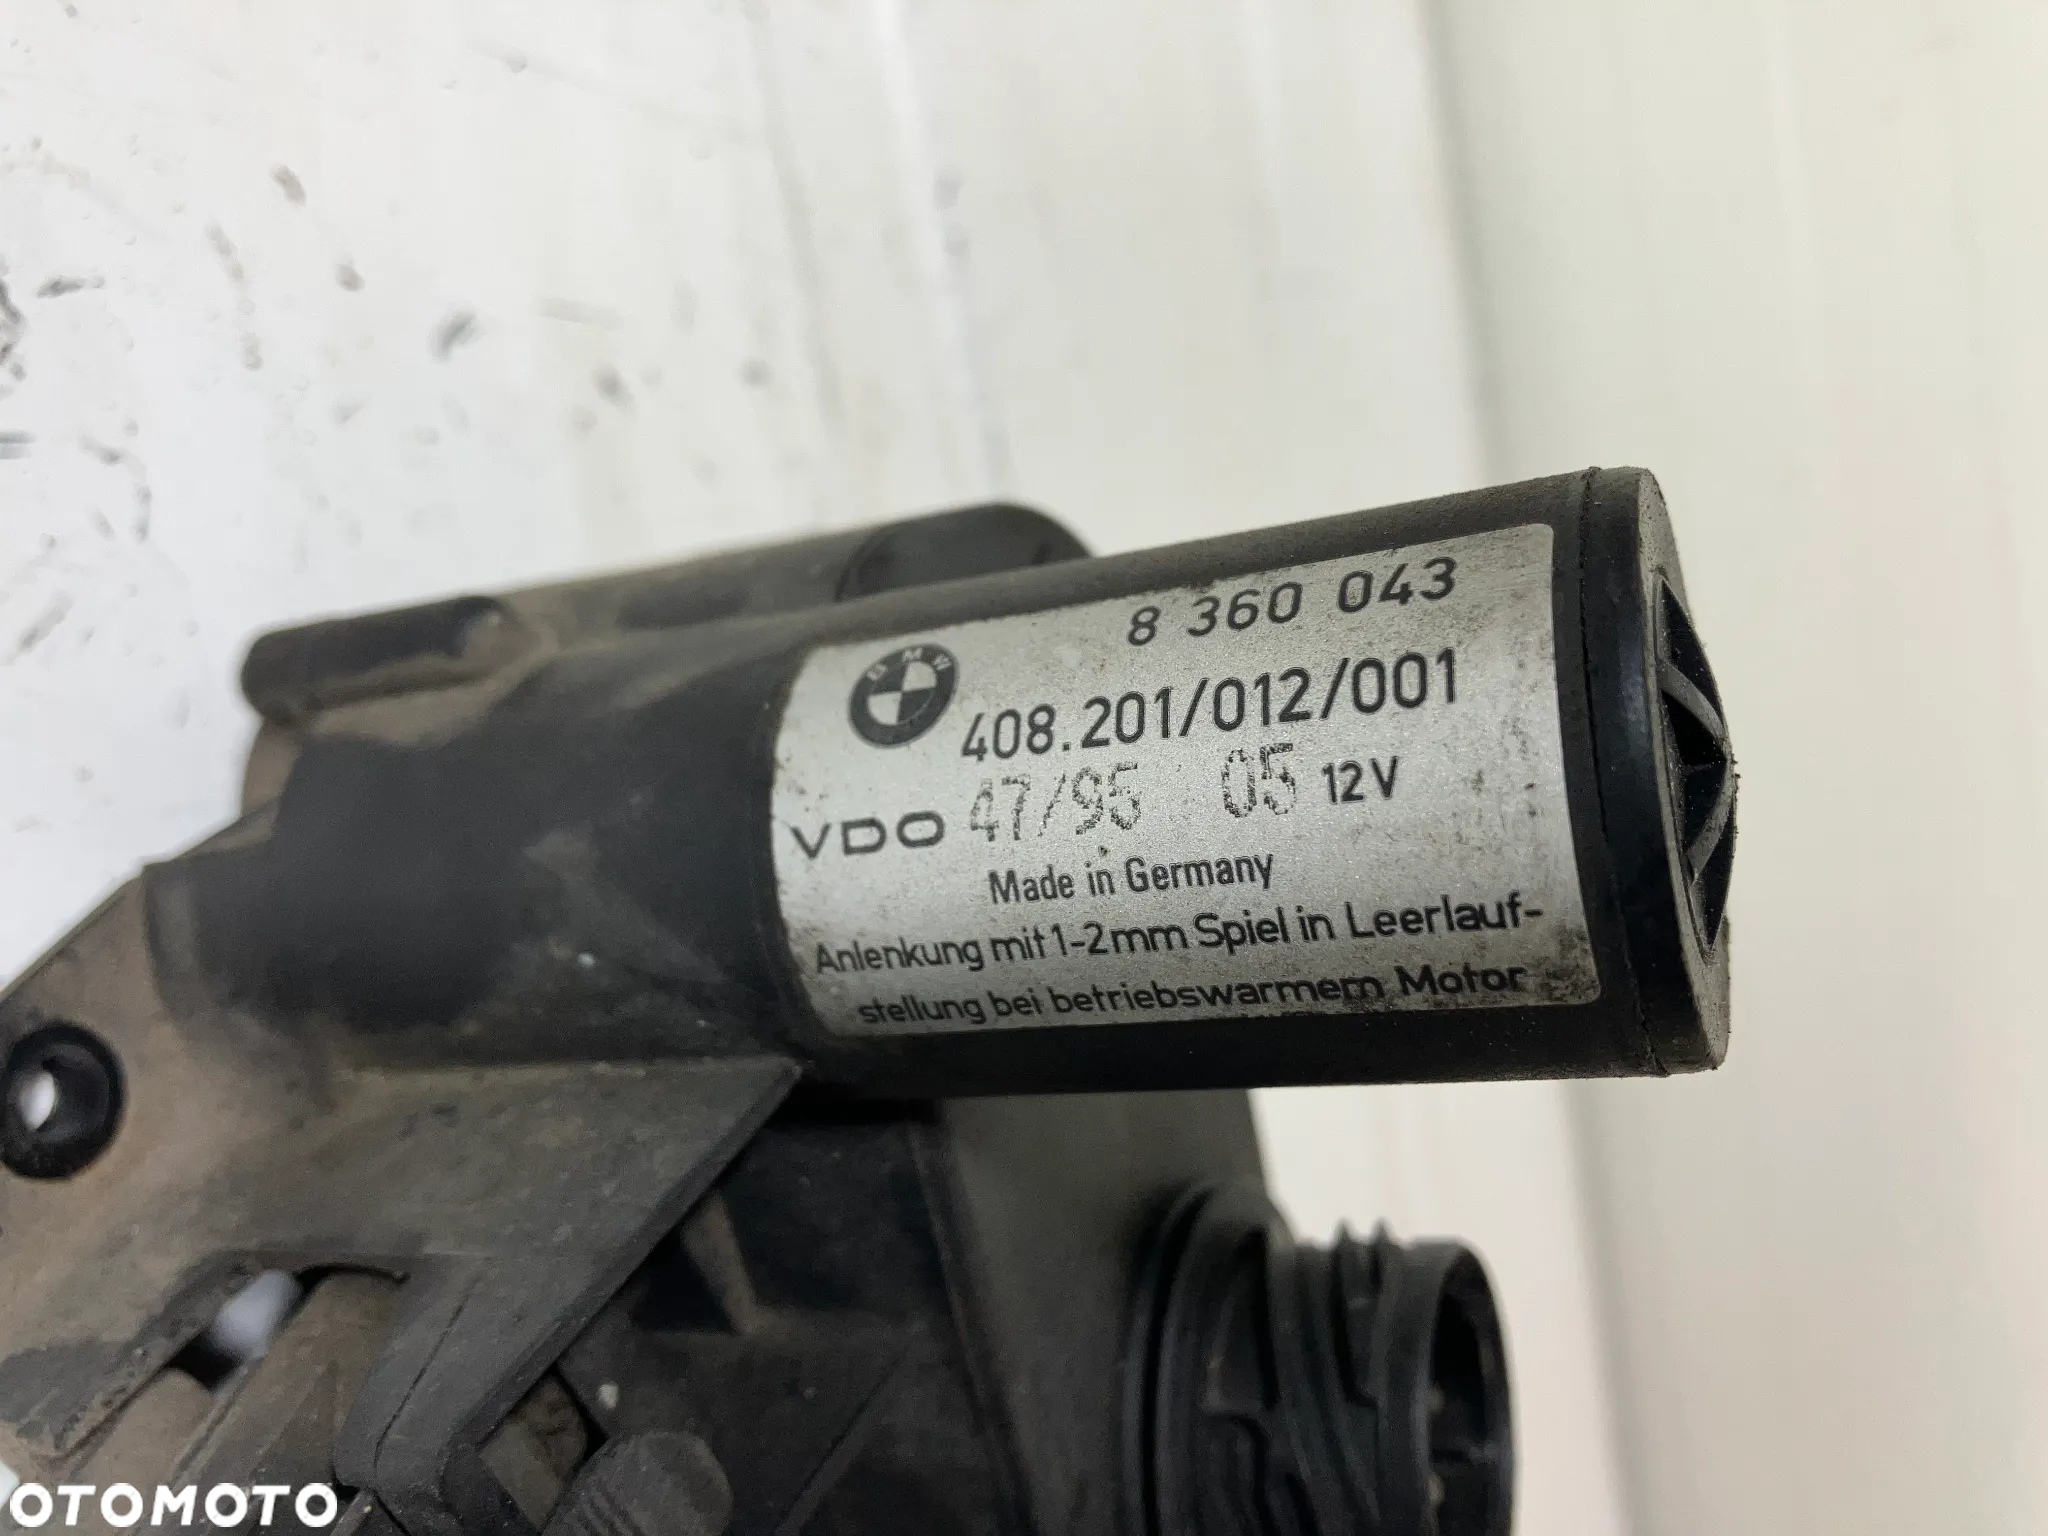 8 360 043
BMW 408.201/012/001
VDO 47/95 05 12V
Made in Germany
Anlenkung mit 1-2mm Spiel in Leerlauf-
stellung bei betriebswarmem Motor
OTOMOTO